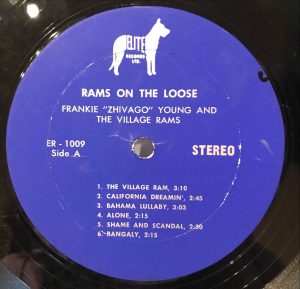 ELITE
RECORDS
LTD.
RAMS ON THE LOOSE
FRANKIE "ZHIVAGO" YOUNG AND
THE VILLAGE RAMS
ER - 1009
Side A
STEREO
1. THE VILLAGE RAM, 3:10
2. CALIFORNIA DREAMIN', 2:45
3. BAHAMA LULLABY, 3:03
4. ALONE, 2:15
5. SHAME AND SCANDAL, 2:30
6. BANGALY, 2:15